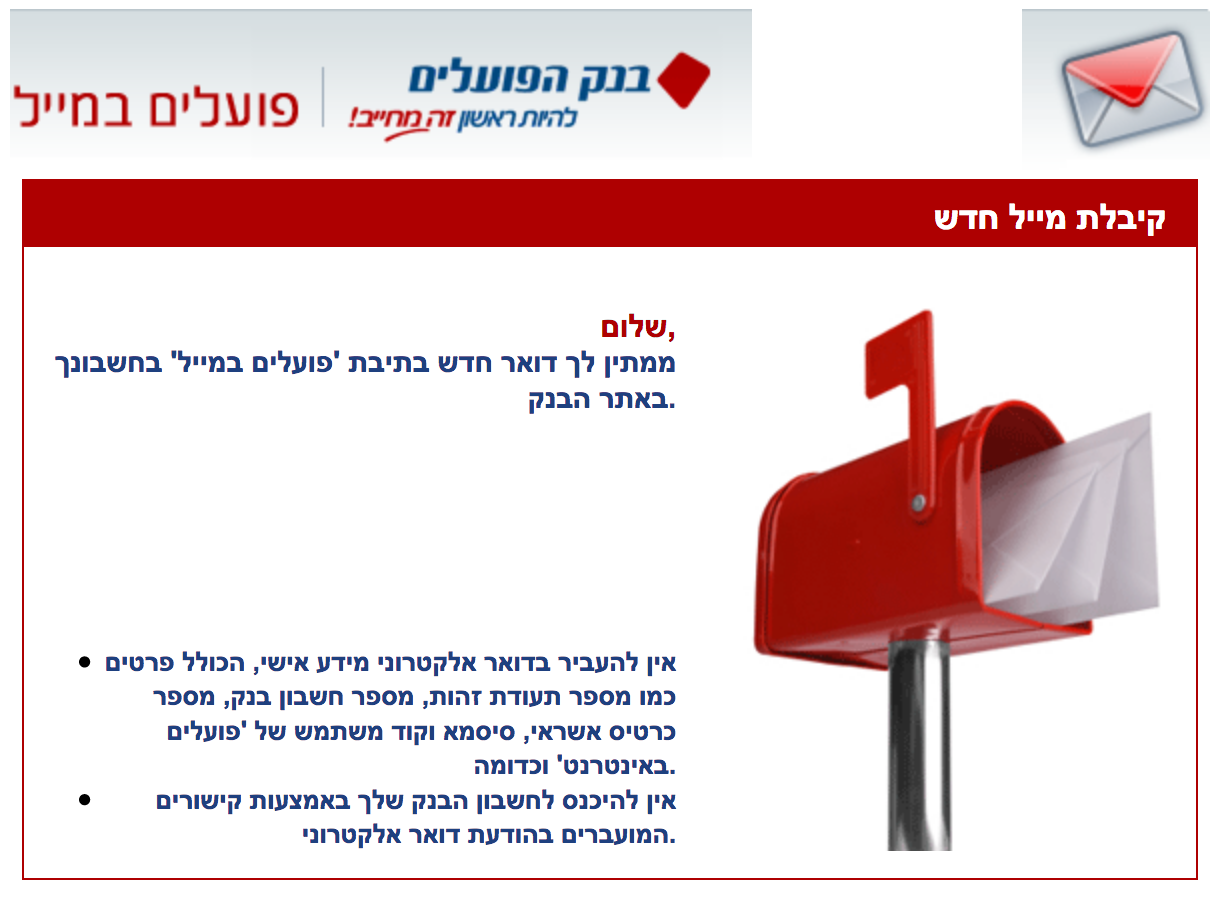 בנק הפועלים
להיות ראשון זה מחייב!
פועלים במייל
קיבלת מייל חדש
שלום,
ממתין לך דואר חדש בתיבת 'פועלים במייל' בחשבונך
באתר הבנק.
• אין להעביר בדואר אלקטרוני מידע אישי, הכולל פרטים
כמו מספר תעודת זהות, מספר חשבון בנק, מספר
כרטיס אשראי, סיסמא וקוד משתמש של 'פועלים
באינטרנט' וכדומה.
• אין להיכנס לחשבון הבנק שלך באמצעות קישורים
המועברים בהודעת דואר אלקטרוני.